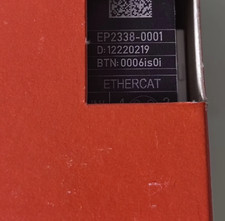 EP2338-0001
D:12220219
BTN:0006is0i
ETHERCAT